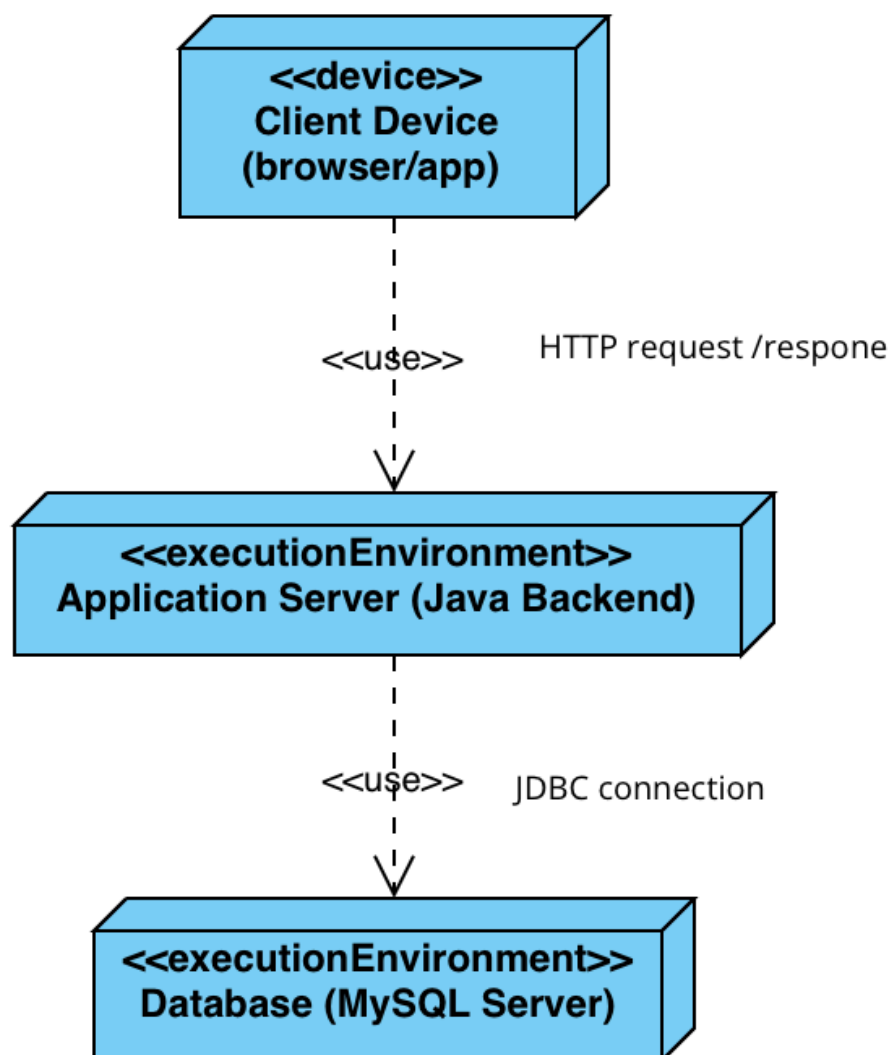 <<device>>
Client Device
(browser/app)
<<use>>
HTTP request /respone
<<executionEnvironment>>
Application Server (Java Backend)
<<use>>
JDBC connection
<<executionEnvironment>>
Database (MySQL Server)